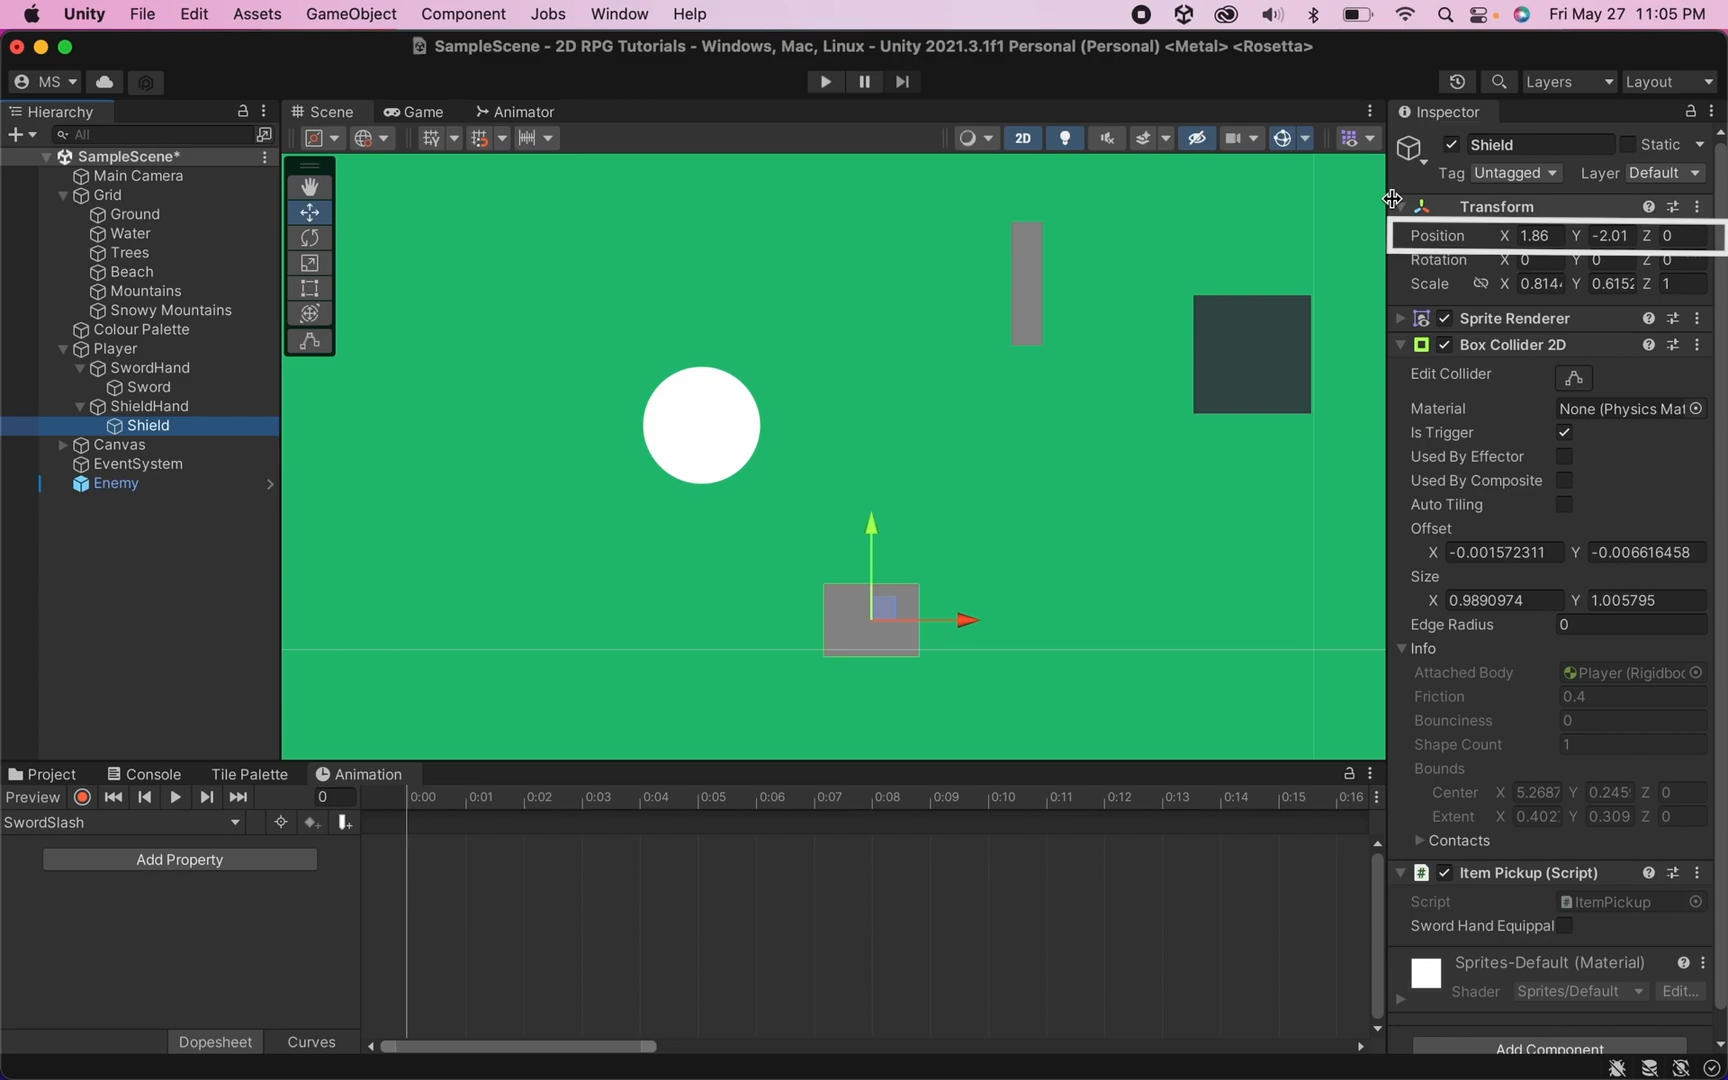 Unity File Edit Assets GameObject Component Jobs Window Help Fri May 27 11:05 PM
SampleScene - 2D RPG Tutorials - Windows, Mac, Linux - Unity 2021.3.1f1 Personal (Personal) <Metal> <Rosetta>
MS Layers Layout
Hierarchy Scene Game Animator Inspector
All 2D
SampleScene*
Main Camera
Grid
Ground
Water
Trees
Beach
Mountains
Snowy Mountains
Colour Palette
Player
SwordHand
Sword
ShieldHand
Shield
Canvas
EventSystem
Enemy
Shield Static
Tag Untagged Layer Default
Transform
Position X 1.86 Y -2.01 Z 0
Rotation X 0 Y 0 Z 0
Scale X 0.814 Y 0.6152 Z 1
Sprite Renderer
Box Collider 2D
Edit Collider
Material None (Physics Mat
Is Trigger
Used By Effector
Used By Composite
Auto Tiling
Offset
X -0.001572311 Y -0.006616458
Size
X 0.9890974 Y 1.005795
Edge Radius 0
Info
Attached Body Player (Rigidboc
Friction 0.4
Bounciness 0
Shape Count 1
Bounds
Center X 5.2687 Y 0.245 Z 0
Extent X 0.402 Y 0.309 Z 0
Contacts
Item Pickup (Script)
Script ItemPickup
Sword Hand Equippal
Sprites-Default (Material)
Shader Sprites/Default Edit...
Add Component
Project Console Tile Palette Animation
Preview 0 0:00 0:01 0:02 0:03 0:04 0:05 0:06 0:07 0:08 0:09 0:10 0:11 0:12 0:13 0:14 0:15 0:16
SwordSlash
Add Property
Dopesheet Curves